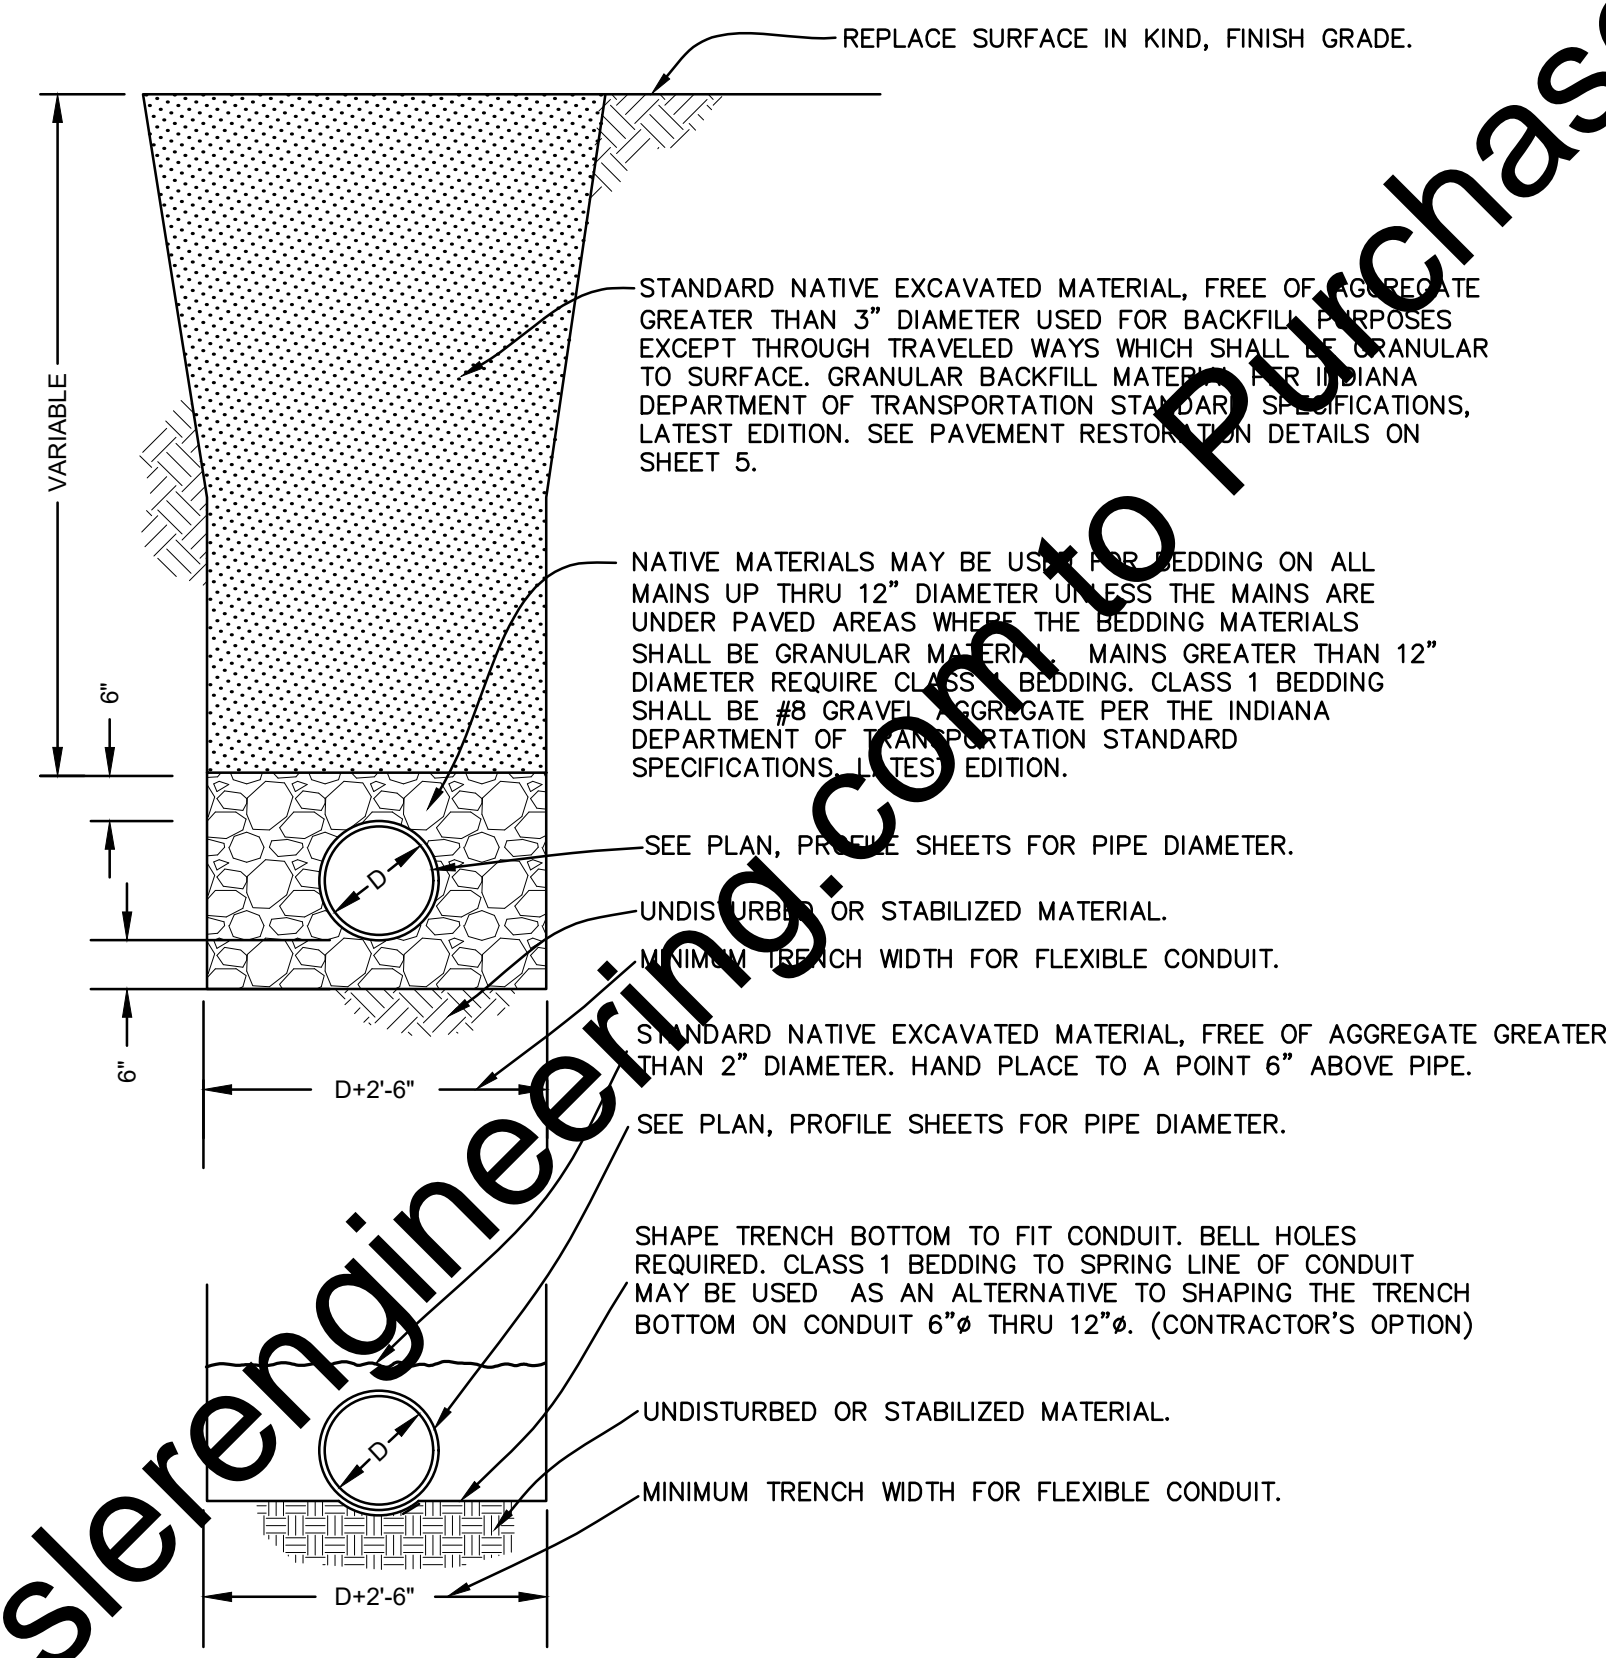 REPLACE SURFACE IN KIND, FINISH GRADE.
STANDARD NATIVE EXCAVATED MATERIAL, FREE OF AGGREGATE
GREATER THAN 3" DIAMETER USED FOR BACKFILL PURPOSES
EXCEPT THROUGH TRAVELED WAYS WHICH SHALL BE GRANULAR
TO SURFACE. GRANULAR BACKFILL MATERIAL PER INDIANA
DEPARTMENT OF TRANSPORTATION STANDARD SPECIFICATIONS,
LATEST EDITION. SEE PAVEMENT RESTORATION DETAILS ON
SHEET 5.
VARIABLE
NATIVE MATERIALS MAY BE USED FOR BEDDING ON ALL
MAINS UP THRU 12" DIAMETER UNLESS THE MAINS ARE
UNDER PAVED AREAS WHERE THE BEDDING MATERIALS
SHALL BE GRANULAR MATERIAL. MAINS GREATER THAN 12"
DIAMETER REQUIRE CLASS 1 BEDDING. CLASS 1 BEDDING
SHALL BE #8 GRAVEL AGGREGATE PER THE INDIANA
DEPARTMENT OF TRANSPORTATION STANDARD
SPECIFICATIONS, LATEST EDITION.
6"
SEE PLAN, PROFILE SHEETS FOR PIPE DIAMETER.
D
UNDISTURBED OR STABILIZED MATERIAL.
MINIMUM TRENCH WIDTH FOR FLEXIBLE CONDUIT.
6"
D+2'-6"
STANDARD NATIVE EXCAVATED MATERIAL, FREE OF AGGREGATE GREATER
THAN 2" DIAMETER. HAND PLACE TO A POINT 6" ABOVE PIPE.
SEE PLAN, PROFILE SHEETS FOR PIPE DIAMETER.
SHAPE TRENCH BOTTOM TO FIT CONDUIT. BELL HOLES
REQUIRED. CLASS 1 BEDDING TO SPRING LINE OF CONDUIT
MAY BE USED AS AN ALTERNATIVE TO SHAPING THE TRENCH
BOTTOM ON CONDUIT 6"ø THRU 12"ø. (CONTRACTOR'S OPTION)
D
UNDISTURBED OR STABILIZED MATERIAL.
MINIMUM TRENCH WIDTH FOR FLEXIBLE CONDUIT.
D+2'-6"
slerengineering.com to Purchas